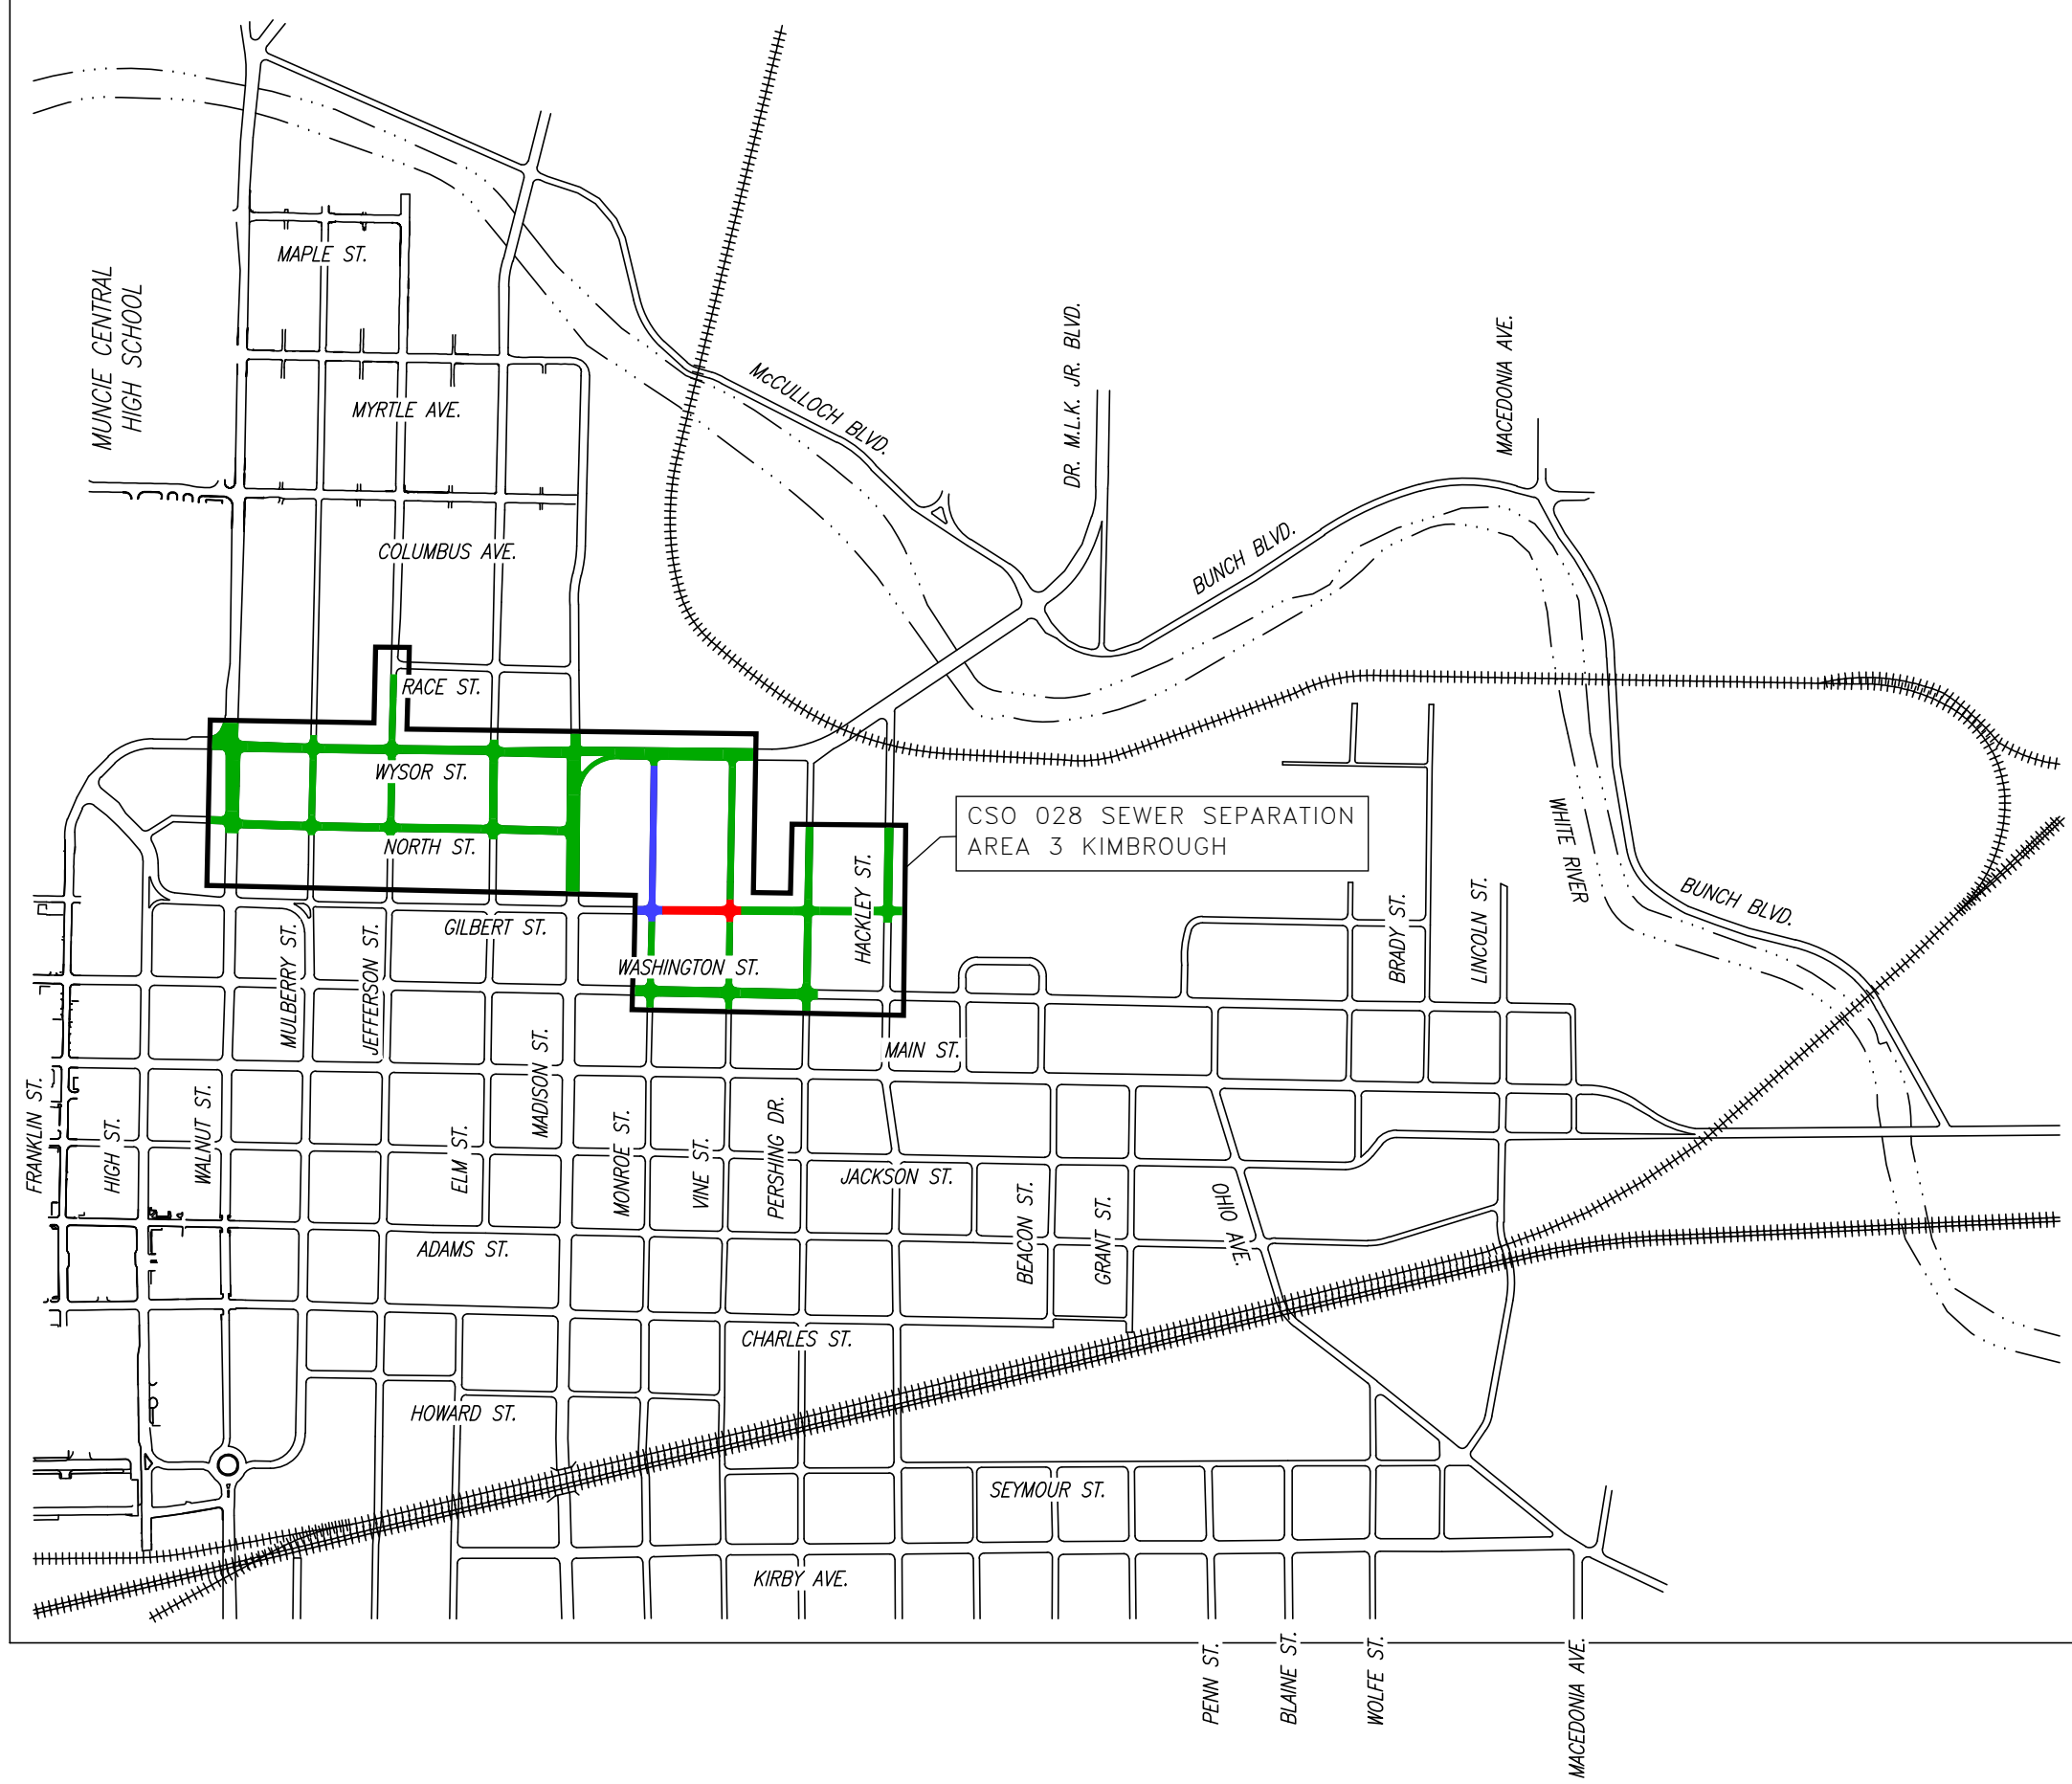 MAPLE ST.
MUNCIE CENTRAL
HIGH SCHOOL
MYRTLE AVE.
McCULLOCH BLVD.
DR. M.L.K. JR. BLVD.
MACEDONIA AVE.
COLUMBUS AVE.
BUNCH BLVD.
RACE ST.
WYSOR ST.
NORTH ST.
CSO 028 SEWER SEPARATION
AREA 3 KIMBROUGH
WHITE RIVER
HACKLEY ST.
BUNCH BLVD.
GILBERT ST.
MULBERRY ST.
JEFFERSON ST.
WASHINGTON ST.
BRADY ST.
LINCOLN ST.
MAIN ST.
FRANKLIN ST.
HIGH ST.
WALNUT ST.
ELM ST.
MADISON ST.
MONROE ST.
VINE ST.
PERSHING DR.
JACKSON ST.
BEACON ST.
GRANT ST.
OHIO AVE.
ADAMS ST.
CHARLES ST.
HOWARD ST.
SEYMOUR ST.
KIRBY AVE.
PENN ST.
BLAINE ST.
WOLFE ST.
MACEDONIA AVE.